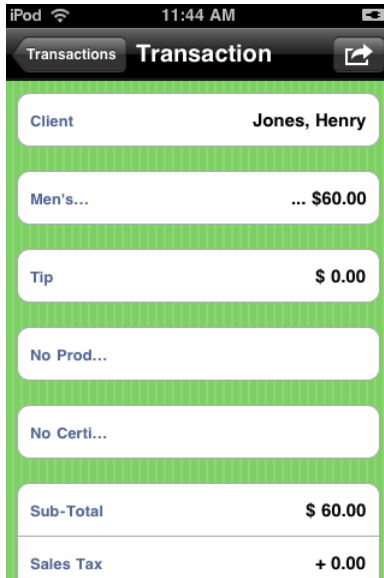 iPod 11:44 AM
Transactions Transaction
Client Jones, Henry
Men's... ... $60.00
Tip $ 0.00
No Prod...
No Certi...
Sub-Total $ 60.00
Sales Tax + 0.00